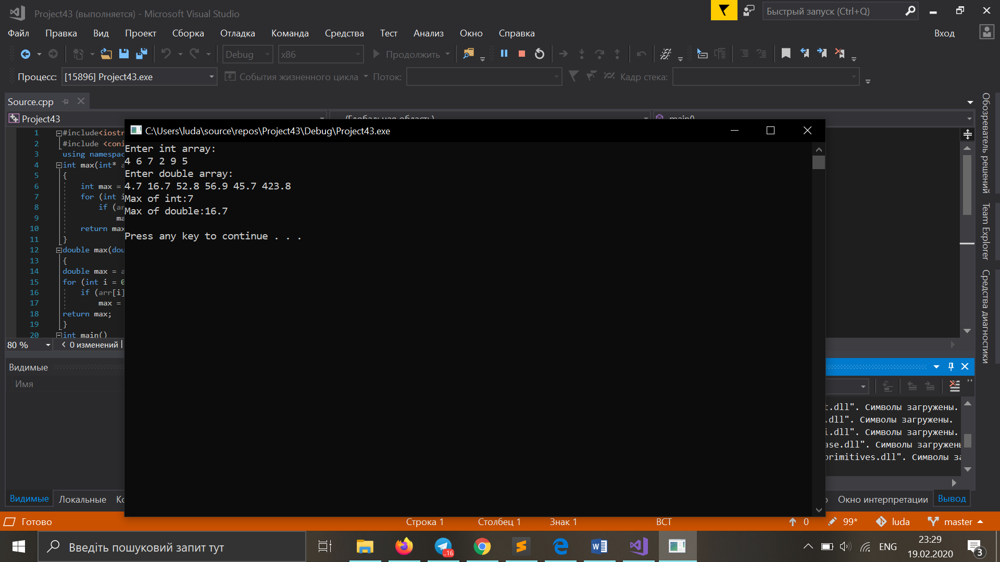 Project43 (выполняется) - Microsoft Visual Studio
Быстрый запуск (Ctrl+Q)
Файл Правка Вид Проект Сборка Отладка Команда Средства Тест Анализ Окно Справка Вход
Debug x86 Продолжить
Процесс: [15896] Project43.exe События жизненного цикла Поток: Кадр стека:
Source.cpp
Project43 (Глобальная область) main()
C:\Users\luda\source\repos\Project43\Debug\Project43.exe
Enter int array:
4 6 7 2 9 5
Enter double array:
4.7 16.7 52.8 56.9 45.7 423.8
Max of int:7
Max of double:16.7
Press any key to continue . . .
1 #include<iostr
2 #include <coni
3 using namespac
4 int max(int* a
5 {
6 int max =
7 for (int i
8 if (ar
9 ma
10 return max
11 }
12 double max(dou
13 {
14 double max = a
15 for (int i = 0
16 if (arr[i]
17 max =
18 return max;
19 }
20 int main()
80 % 0 изменений |
Видимые
Имя
Видимые Локальные Ко
Обозреватель решений
Team Explorer
Средства диагностики
t.dll". Символы загружены.
.dll". Символы загружены.
i.dll". Символы загружены.
ase.dll". Символы загружены
primitives.dll". Символы за
Окно интерпретации Вывод
Готово Строка 1 Столбец 1 Знак 1 ВСТ 0 99* luda master
Введіть пошуковий запит тут
..16
ENG
23:29
19.02.2020
3